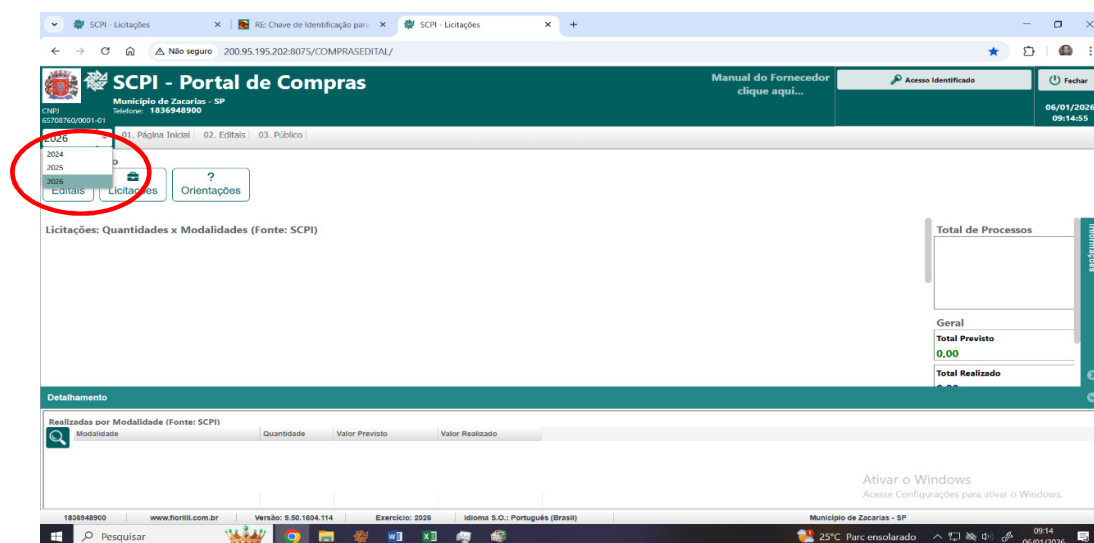 SCPI - Licitações
RE: Chave de Identificação para
SCPI - Licitações
Não seguro 200.95.195.202:8075/COMPRASEDITAL/
SCPI - Portal de Compras
Município de Zacarias - SP
Telefone: 1836948900
CNPJ
65708760/0001-01
Manual do Fornecedor
clique aqui...
Acesso Identificado
Fechar
06/01/2026
09:14:55
2026
01. Página Inicial
02. Editais
03. Público
2024
2025
2026
Editais
Licitações
?
Orientações
Licitações: Quantidades x Modalidades (Fonte: SCPI)
Total de Processos
Informações
Geral
Total Previsto
0,00
Total Realizado
Detalhamento
Realizadas por Modalidade (Fonte: SCPI)
Modalidade
Quantidade
Valor Previsto
Valor Realizado
Ativar o Windows
Acesse Configurações para ativar o Windows.
1836948900
www.fiorilli.com.br
Versão: 9.50.1604.114
Exercício: 2026
Idioma S.O.: Português (Brasil)
Município de Zacarias - SP
Pesquisar
25°C Parc ensolarado
09:14
06/01/2026